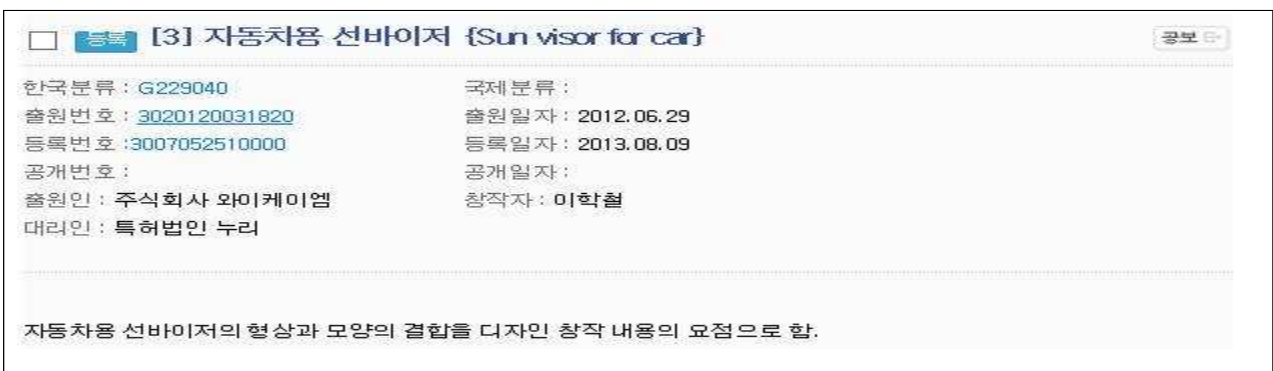 등록 [3] 자동차용 선바이저 {Sun visor for car} 공보
한국분류 : G229040 국제분류 :
출원번호 : 3020120031820 출원일자 : 2012.06.29
등록번호 :3007052510000 등록일자 : 2013.08.09
공개번호 : 공개일자 :
출원인 : 주식회사 와이케이엠 창작자 : 이학철
대리인 : 특허법인 누리
자동차용 선바이저의 형상과 모양의 결합을 디자인 창작 내용의 요점으로 함.